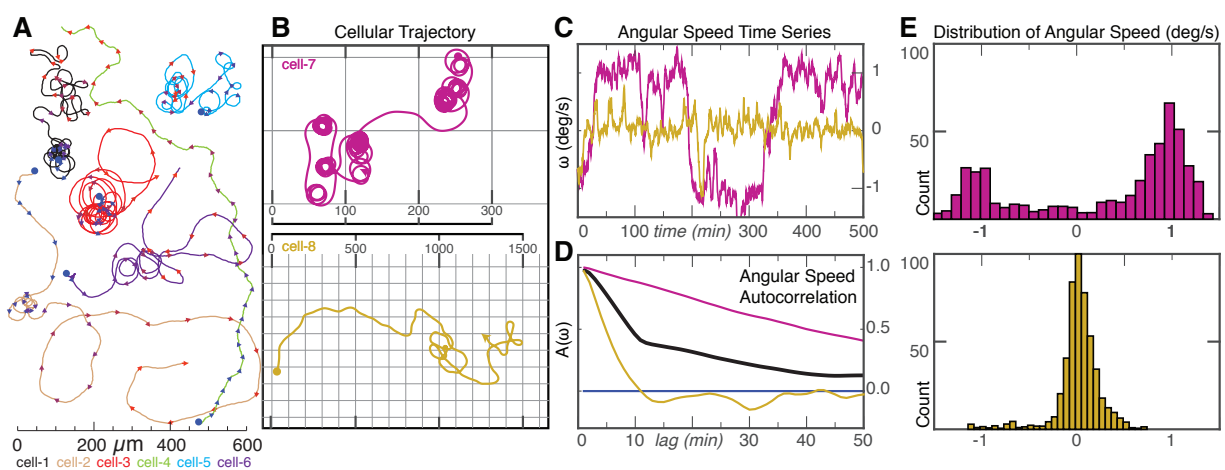 A
0 200 μm 400 600
cell-1 cell-2 cell-3 cell-4 cell-5 cell-6
B
Cellular Trajectory
cell-7
0 100 200 300
cell-8
0 500 1000 1500
C
Angular Speed Time Series
ω (deg/s)
1
0
-1
0 100 time (min) 300 400 500
D
Angular Speed
Autocorrelation
A(ω)
1.0
0.5
0.0
0 10 lag (min) 30 40 50
E
Distribution of Angular Speed (deg/s)
100
50
Count
-1 0 1
100
50
Count
-1 0 1